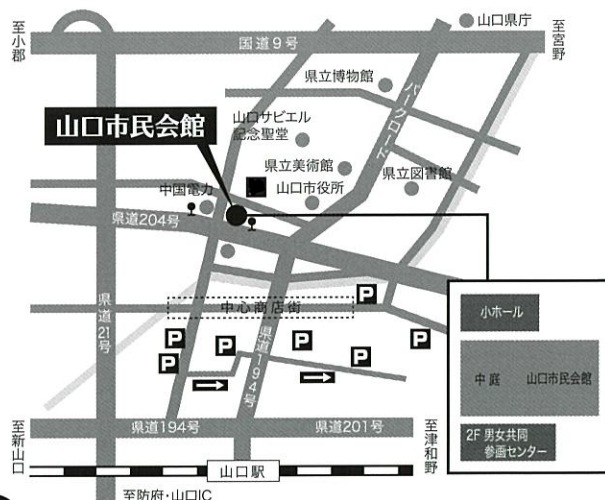 至小郡
国道9号
山口県庁
至宮野
県立博物館
パークロード
山口サビエル
記念聖堂
山口市民会館
県立美術館
県立図書館
中国電力
山口市役所
県道204号
県道21号
中心商店街
P
P
P
P
P
P
P
県道194号
小ホール
中庭 山口市民会館
2F 男女共同
参画センター
至新山口
県道194号
県道201号
至津和野
山口駅
至防府・山口IC